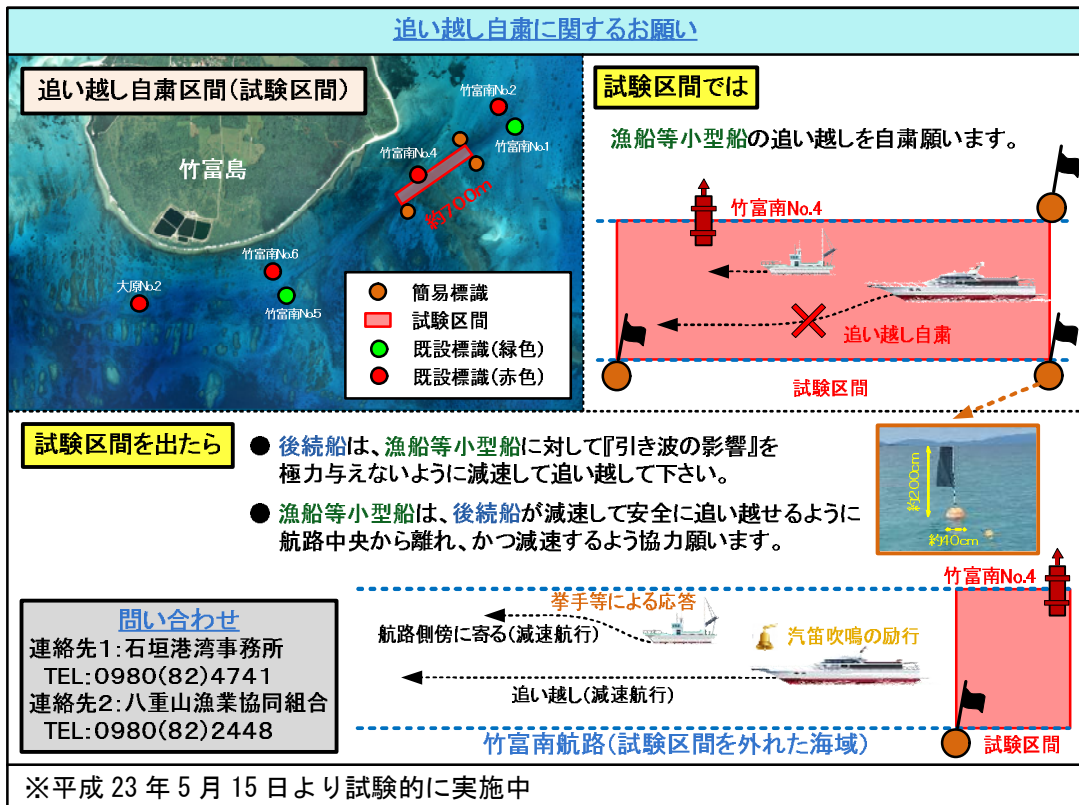 追い越し自粛に関するお願い
追い越し自粛区間(試験区間)
竹富南No.2
竹富南No.1
竹富南No.4
竹富島
約700m
竹富南No.6
大原No.2
竹富南No.5
簡易標識
試験区間
既設標識(緑色)
既設標識(赤色)
試験区間では
漁船等小型船の追い越しを自粛願います。
竹富南No.4
追い越し自粛
試験区間
試験区間を出たら
● 後続船は、漁船等小型船に対して『引き波の影響』を
極力与えないように減速して追い越して下さい。
● 漁船等小型船は、後続船が減速して安全に追い越せるように
航路中央から離れ、かつ減速するよう協力願います。
約200cm
約40cm
竹富南No.4
挙手等による応答
航路側傍に寄る(減速航行)
汽笛吹鳴の励行
追い越し(減速航行)
竹富南航路(試験区間を外れた海域)
試験区間
問い合わせ
連絡先1:石垣港湾事務所
TEL:0980(82)4741
連絡先2:八重山漁業協同組合
TEL:0980(82)2448
※平成23年5月15日より試験的に実施中